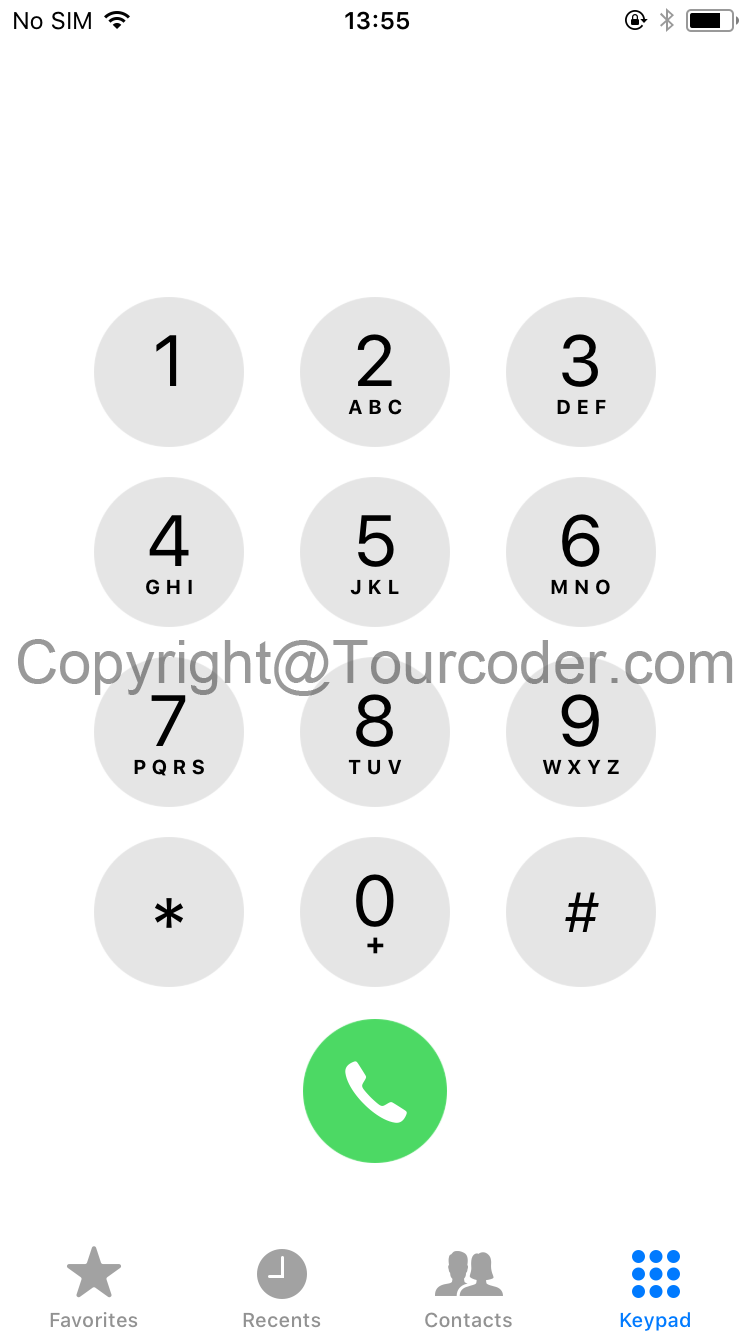 No SIM 13:55
1 2 3
ABC DEF
4 5 6
GHI JKL MNO
Copyright@Tourcoder.com
7 8 9
PQRS TUV WXYZ
* 0 #
+
Favorites Recents Contacts Keypad